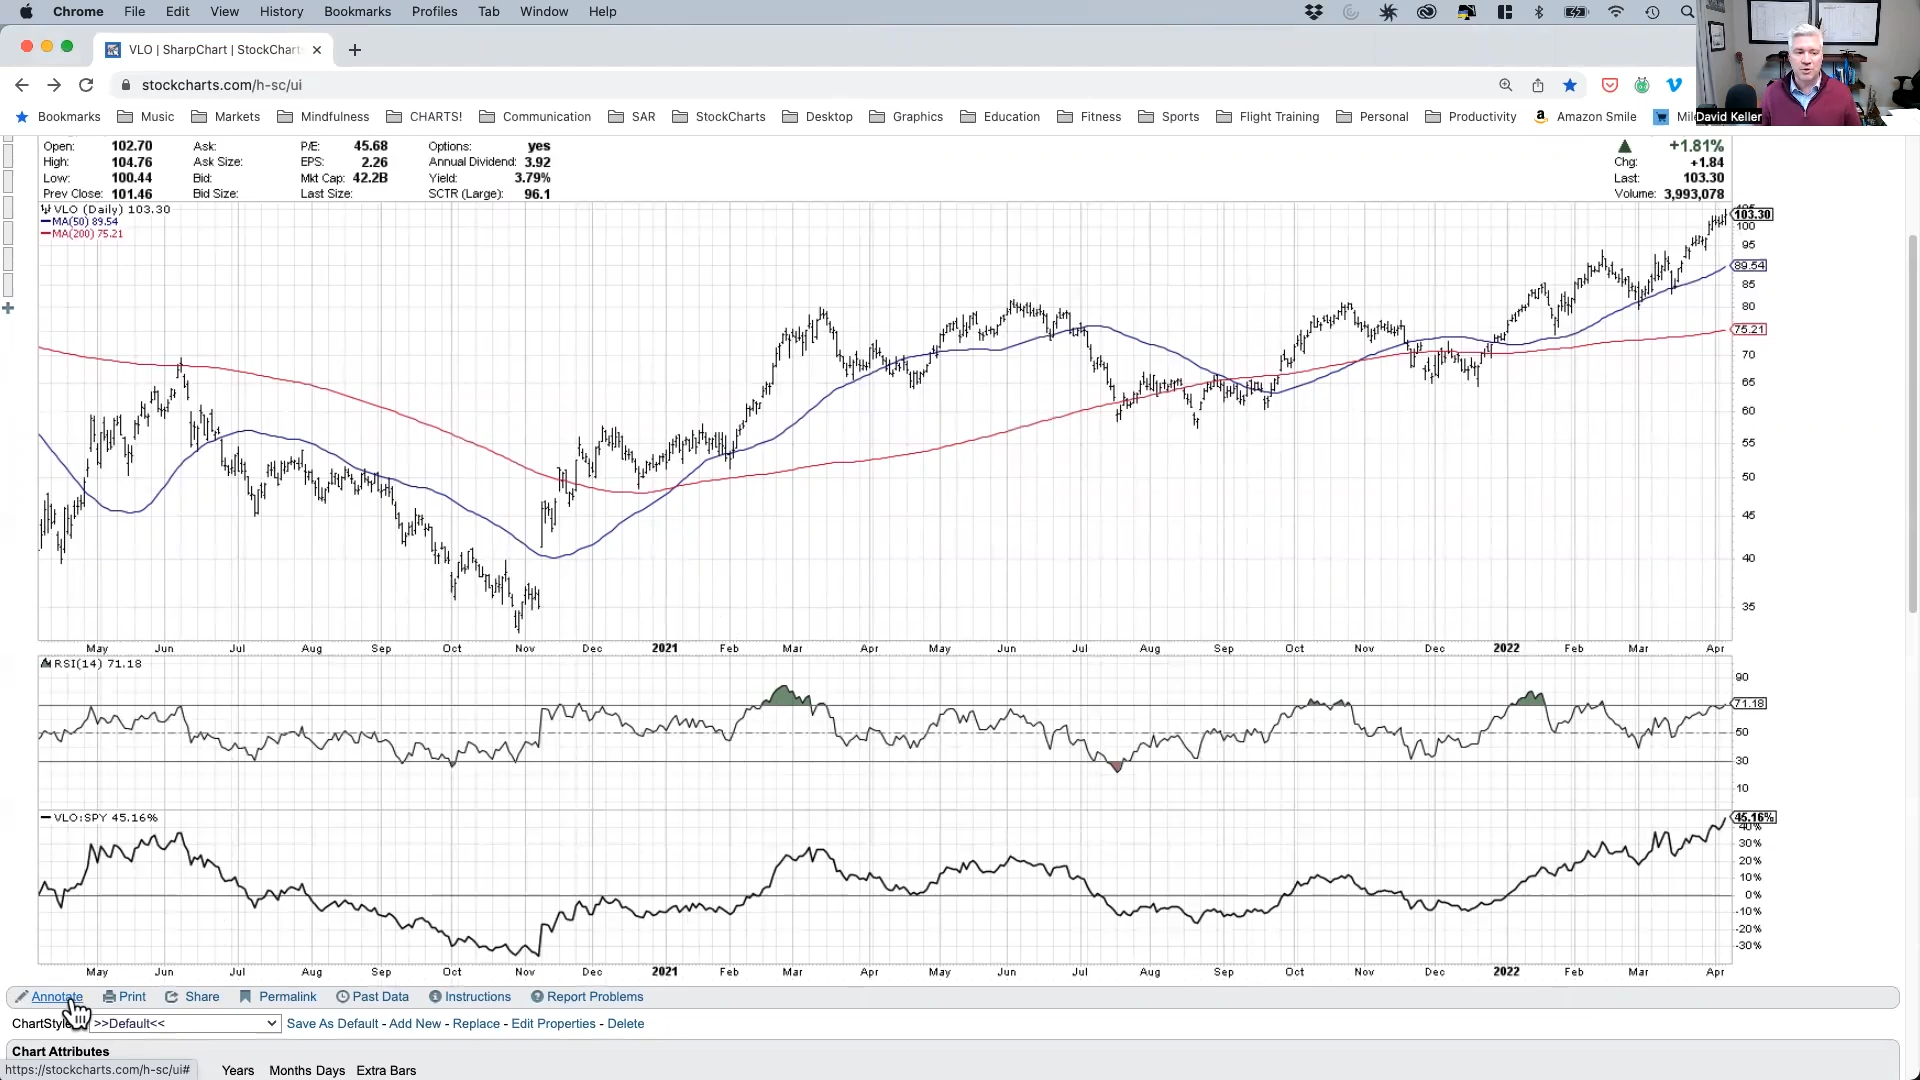 Chrome File Edit View History Bookmarks Profiles Tab Window Help
VLO | SharpChart | StockChart
stockcharts.com/h-sc/ui
Bookmarks Music Markets Mindfulness CHARTS! Communication SAR StockCharts Desktop Graphics Education Fitness Sports Flight Training Personal Productivity Amazon Smile
David Keller
Open: 102.70 Ask: P/E: 45.68 Options: yes +1.81%
High: 104.76 Ask Size: EPS: 2.26 Annual Dividend: 3.92 Chg: +1.84
Low: 100.44 Bid: Mkt Cap: 42.2B Yield: 3.79% Last: 103.30
Prev Close: 101.46 Bid Size: Last Size: SCTR (Large): 96.1 Volume: 3,993,078
VLO (Daily) 103.30
MA(50) 89.54
MA(200) 75.21
105
103.30
100
95
89.54
85
80
75.21
70
65
60
55
50
45
40
35
May Jun Jul Aug Sep Oct Nov Dec 2021 Feb Mar Apr May Jun Jul Aug Sep Oct Nov Dec 2022 Feb Mar Apr
RSI(14) 71.18
90
71.18
50
30
10
VLO:SPY 45.16%
45.16%
40%
30%
20%
10%
0%
-10%
-20%
-30%
May Jun Jul Aug Sep Oct Nov Dec 2021 Feb Mar Apr May Jun Jul Aug Sep Oct Nov Dec 2022 Feb Mar Apr
Annotate Print Share Permalink Past Data Instructions Report Problems
ChartStyle >>Default<< Save As Default - Add New - Replace - Edit Properties - Delete
Chart Attributes
https://stockcharts.com/h-sc/ui# Years Months Days Extra Bars